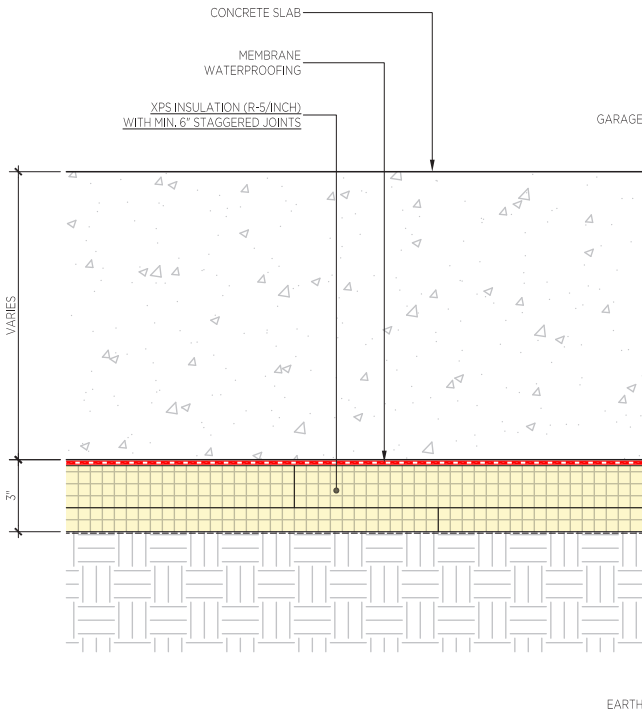 CONCRETE SLAB
MEMBRANE
WATERPROOFING
XPS INSULATION (R-5/INCH)
WITH MIN. 6" STAGGERED JOINTS
GARAGE
VARIES
3"
EARTH